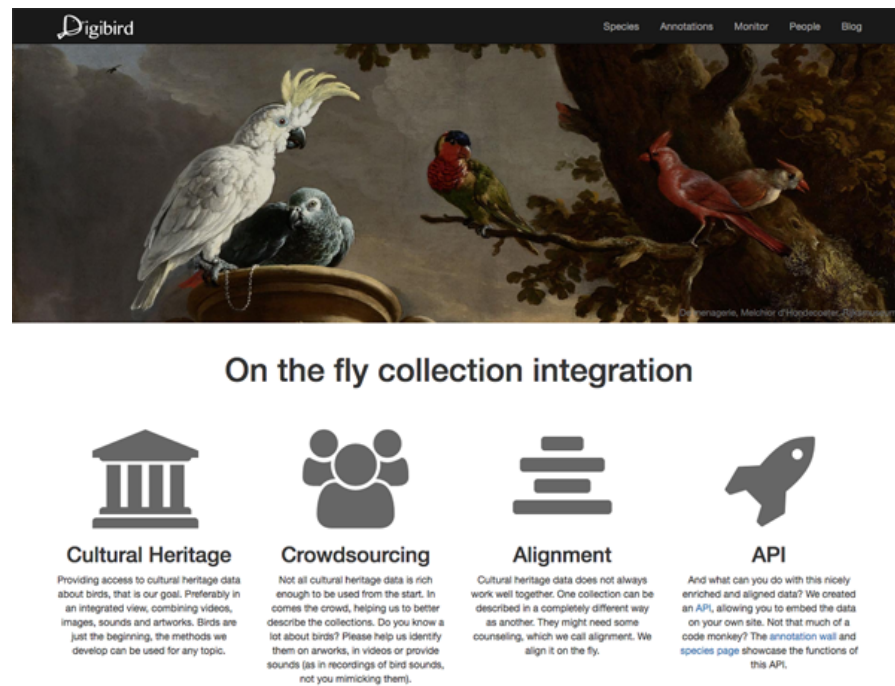 Digibird
Species Annotations Monitor People Blog
menagerie, Melchior d'Hondecoeter, Rijksmuseum
On the fly collection integration
Cultural Heritage
Providing access to cultural heritage data
about birds, that is our goal. Preferably in
an integrated view, combining videos,
images, sounds and artworks. Birds are
just the beginning, the methods we
develop can be used for any topic.
Crowdsourcing
Not all cultural heritage data is rich
enough to be used from the start. In
comes the crowd, helping us to better
describe the collections. Do you know a
lot about birds? Please help us identify
them on arworks, in videos or provide
sounds (as in recordings of bird sounds,
not you mimicking them).
Alignment
Cultural heritage data does not always
work well together. One collection can be
described in a completely different way
as another. They might need some
counseling, which we call alignment. We
align it on the fly.
API
And what can you do with this nicely
enriched and aligned data? We created
an API, allowing you to embed the data
on your own site. Not that much of a
code monkey? The annotation wall and
species page showcase the functions of
this API.